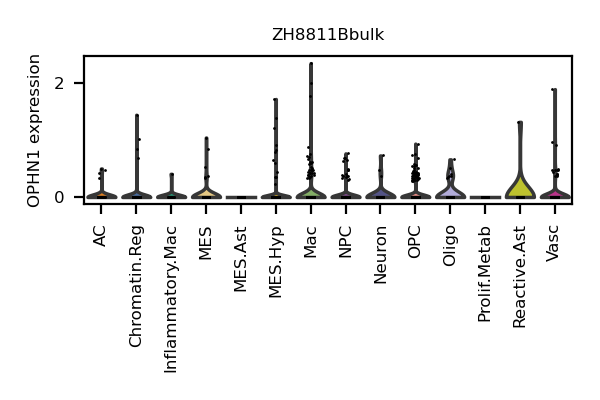 ZH8811Bbulk
OPHN1 expression
2
0
AC
Chromatin.Reg
Inflammatory.Mac
MES
MES.Ast
MES.Hyp
Mac
NPC
Neuron
OPC
Oligo
Prolif.Metab
Reactive.Ast
Vasc